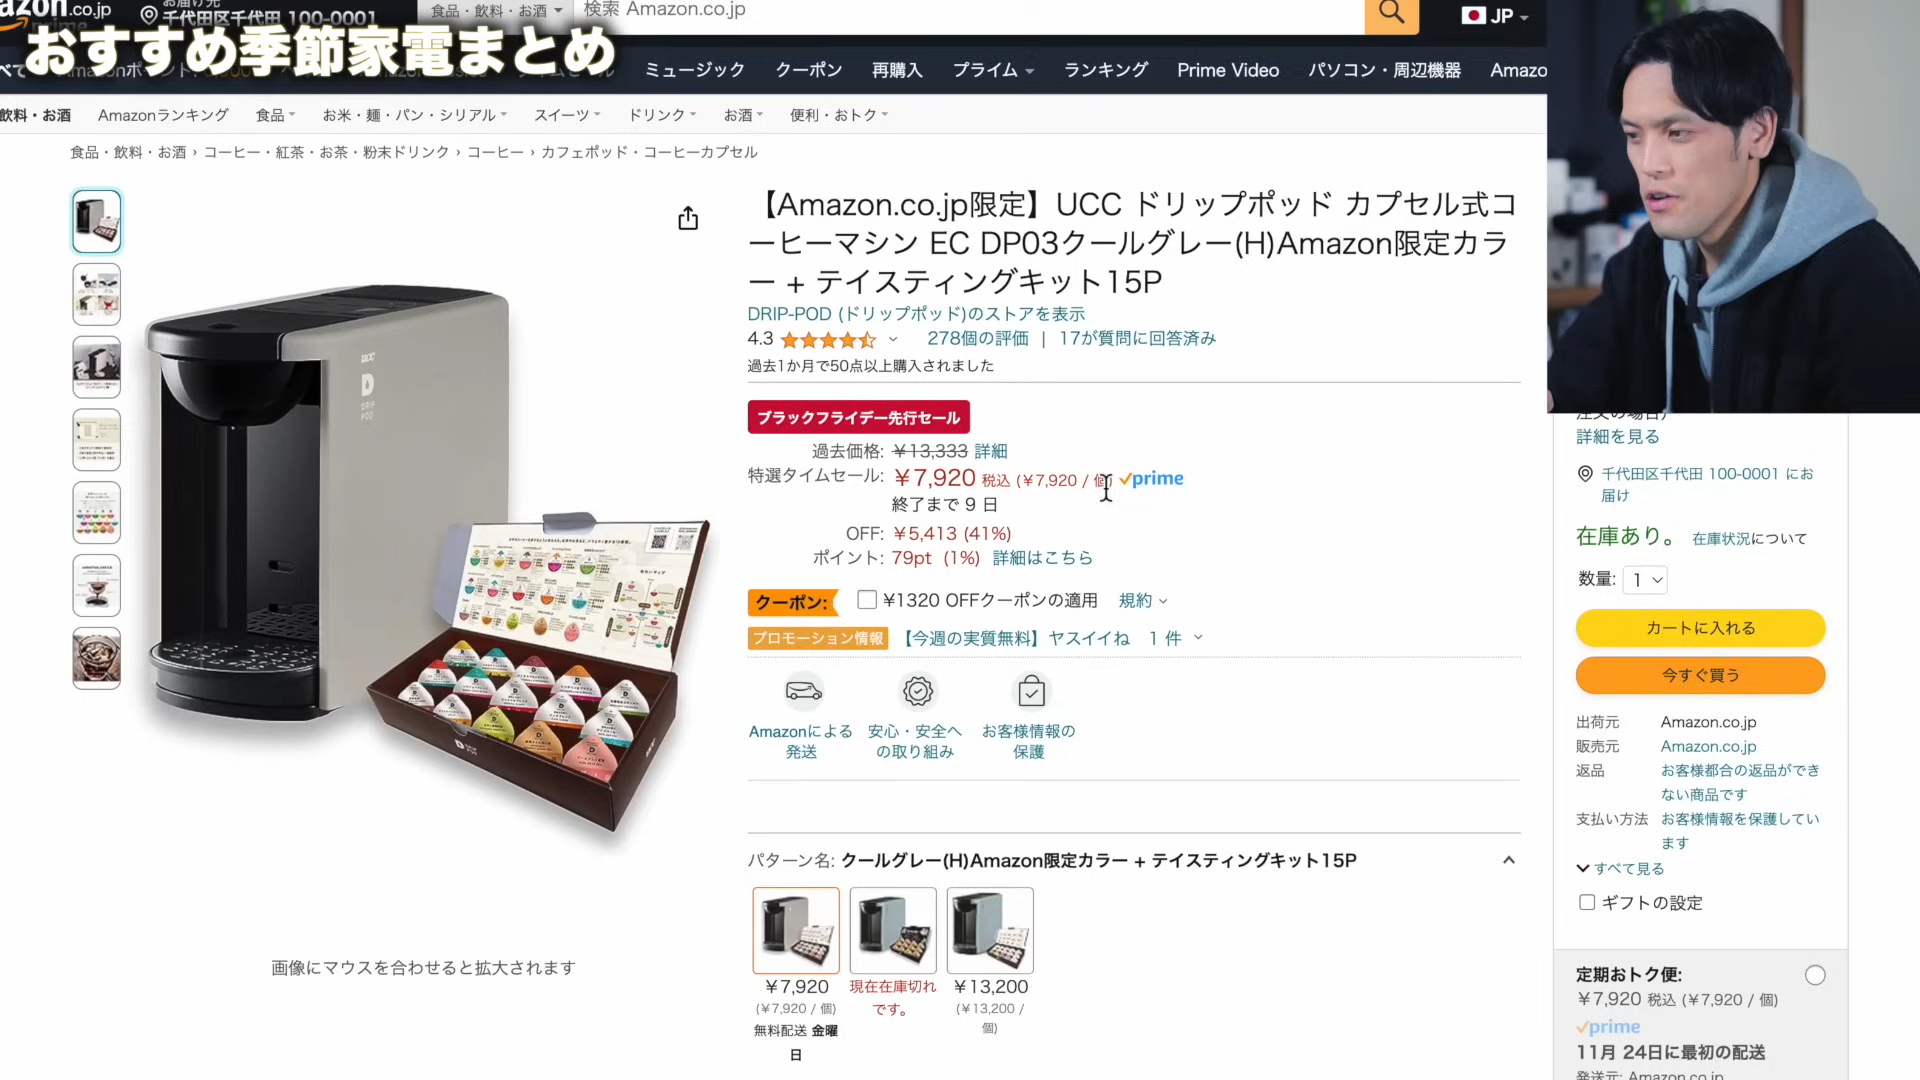 azon.co.jp
お届け先
千代田区千代田 100-0001
食品・飲料・お酒
検索 Amazon.co.jp
JP
おすすめ季節家電まとめ
ミュージック
クーポン
再購入
プライム
ランキング
Prime Video
パソコン・周辺機器
Amazo
飲料・お酒
Amazonランキング
食品
お米・麺・パン・シリアル
スイーツ
ドリンク
お酒
便利・おトク
食品・飲料・お酒 › コーヒー・紅茶・お茶・粉末ドリンク › コーヒー › カフェポッド・コーヒーカプセル
【Amazon.co.jp限定】UCC ドリップポッド カプセル式コ
ーヒーマシン EC DP03クールグレー(H)Amazon限定カラ
ー + テイスティングキット15P
DRIP-POD (ドリップポッド)のストアを表示
4.3
278個の評価 | 17が質問に回答済み
過去1か月で50点以上購入されました
ブラックフライデー先行セール
過去価格: ￥13,333 詳細
特選タイムセール: ￥7,920 税込 (￥7,920 / 個) prime
終了まで 9 日
OFF: ￥5,413 (41%)
ポイント: 79pt (1%) 詳細はこちら
クーポン: ¥1320 OFFクーポンの適用 規約
プロモーション情報 【今週の実質無料】ヤスイイね 1 件
Amazonによる
発送
安心・安全へ
の取り組み
お客様情報の
保護
パターン名: クールグレー(H)Amazon限定カラー + テイスティングキット15P
￥7,920
(￥7,920 / 個)
無料配送 金曜
日
現在在庫切れ
です。
￥13,200
(￥13,200 /
個)
画像にマウスを合わせると拡大されます
UCC
D
DRIP
POD
詳細を見る
千代田区千代田 100-0001 にお
届け
在庫あり。 在庫状況について
数量: 1
カートに入れる
今すぐ買う
出荷元 Amazon.co.jp
販売元 Amazon.co.jp
返品 お客様都合の返品ができ
ない商品です
支払い方法 お客様情報を保護してい
ます
すべて見る
ギフトの設定
定期おトク便:
￥7,920 税込 (￥7,920 / 個)
prime
11月 24日に最初の配送
発送元: Amazon.co.jp